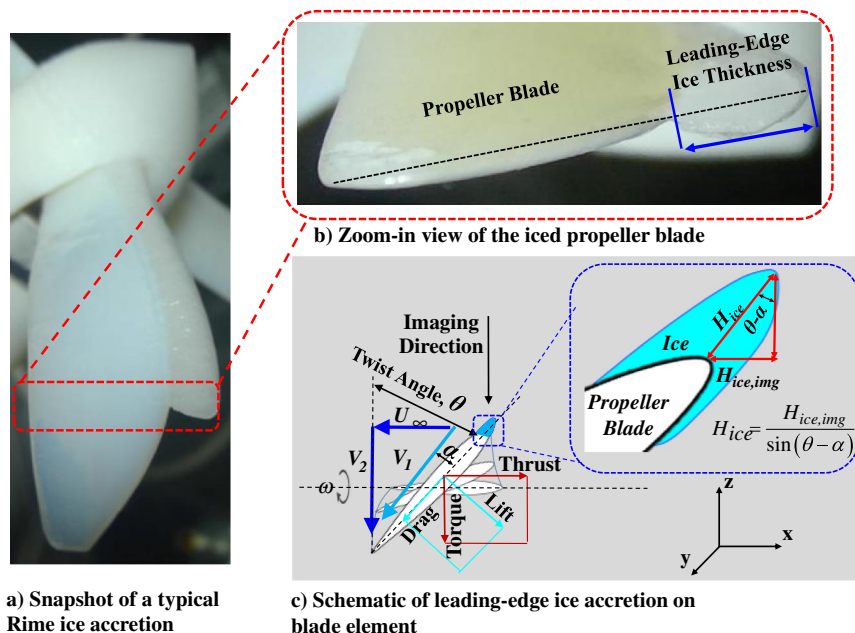 Propeller Blade
Leading-Edge
Ice Thickness
b) Zoom-in view of the iced propeller blade
Imaging
Direction
Twist Angle, θ
U∞
V2
V1
α
ω
Thrust
Drag
Torque
Lift
Hice
θ-α
Ice
Hice,img
Propeller
Blade
Hice = Hice,img / sin(θ-α)
z
x
y
a) Snapshot of a typical
Rime ice accretion
c) Schematic of leading-edge ice accretion on
blade element